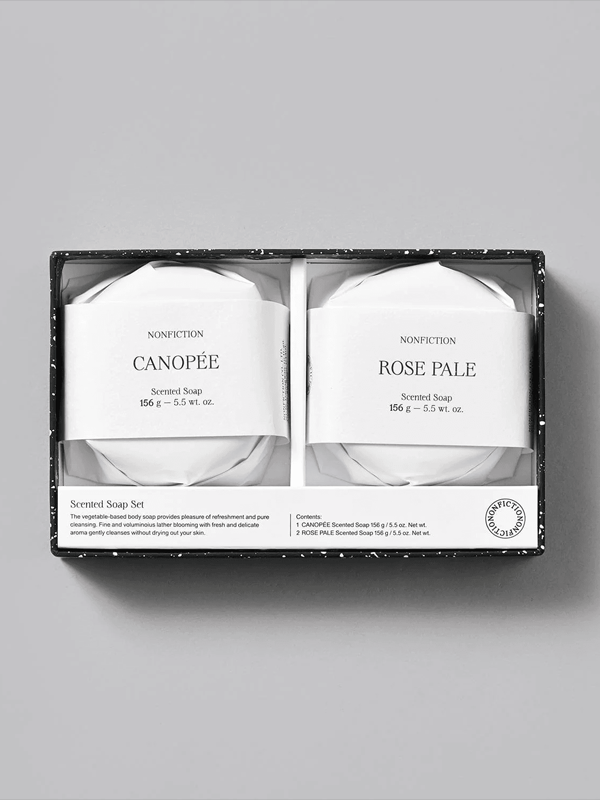 NONFICTION
CANOPÉE
Scented Soap
156 g — 5.5 wt. oz.
NONFICTION
ROSE PALE
Scented Soap
156 g — 5.5 wt. oz.
Scented Soap Set
The vegetable-based body soap provides pleasure of refreshment and pure
cleansing. Fine and voluminous lather blooming with fresh and delicate
aroma gently cleanses without drying out your skin.
Contents:
1 CANOPÉE Scented Soap 156 g / 5.5 oz. Net wt.
2 ROSE PALE Scented Soap 156 g / 5.5 oz. Net wt.
NONFICTIONNONFICTION